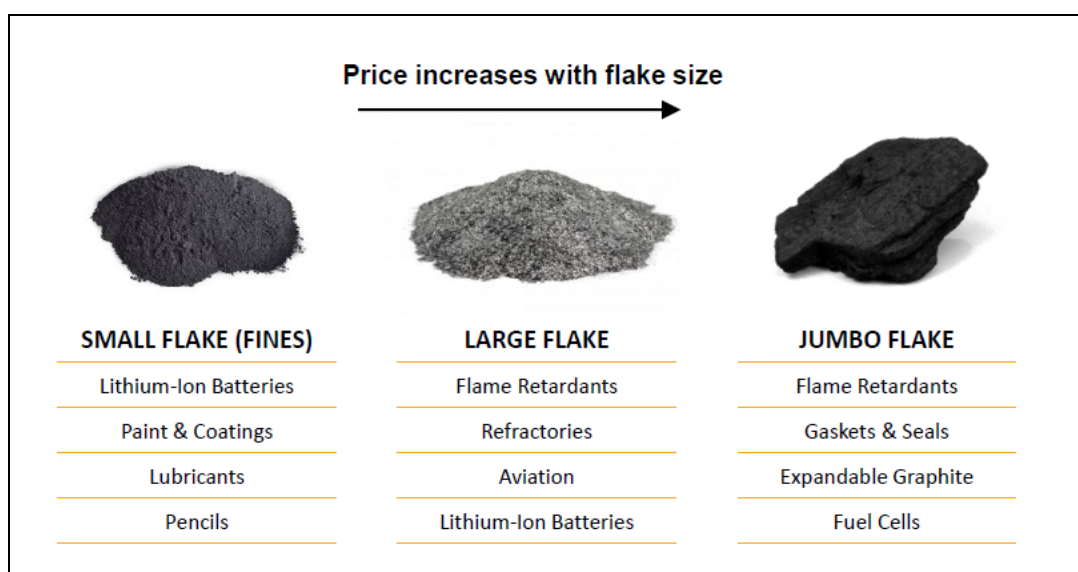 Price increases with flake size
SMALL FLAKE (FINES)
Lithium-Ion Batteries
Paint & Coatings
Lubricants
Pencils
LARGE FLAKE
Flame Retardants
Refractories
Aviation
Lithium-Ion Batteries
JUMBO FLAKE
Flame Retardants
Gaskets & Seals
Expandable Graphite
Fuel Cells